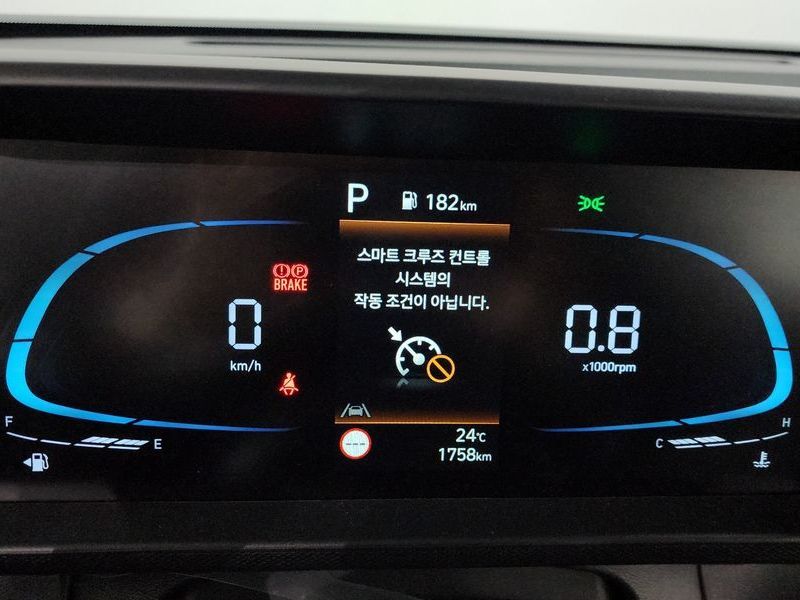 P 182km
스마트 크루즈 컨트롤
시스템의
작동 조건이 아닙니다.
(!) (P)
BRAKE
0
km/h
0.8
x1000rpm
F E
C H
---
24℃
1758km